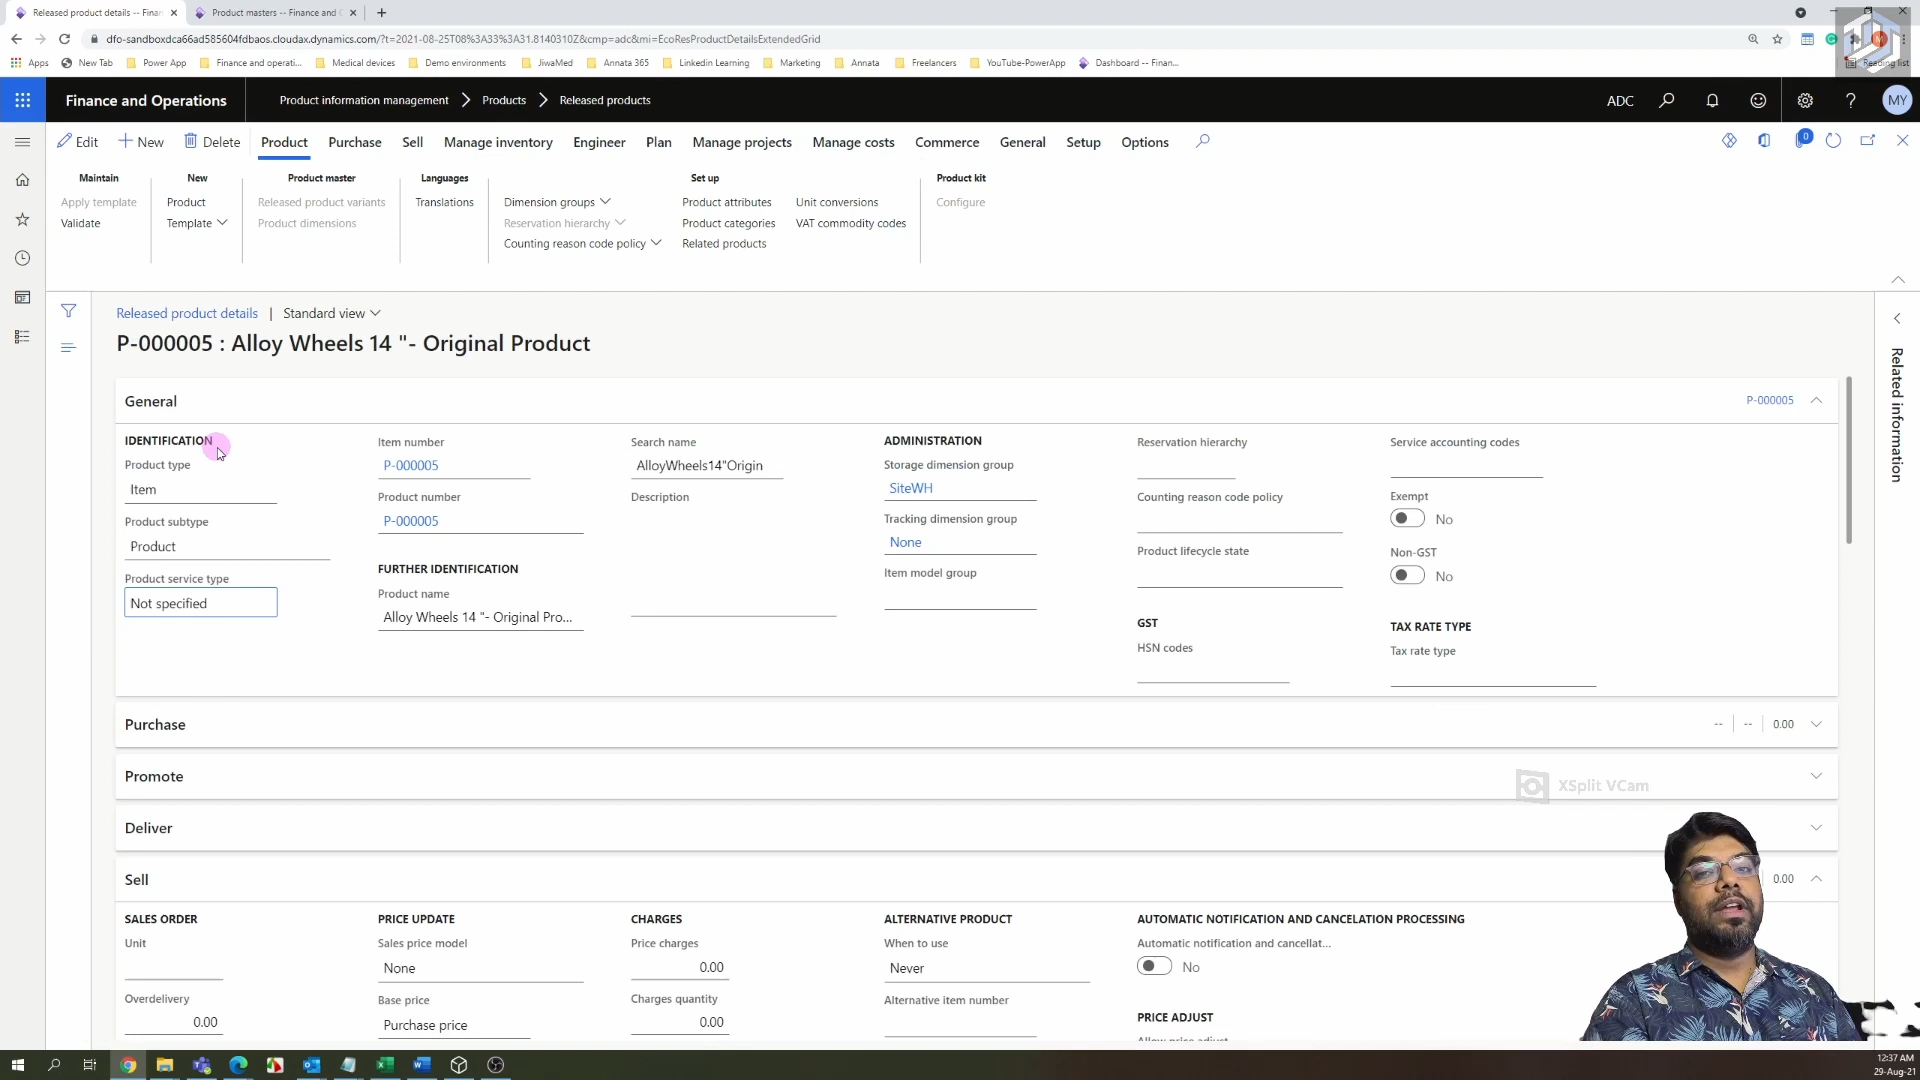 Released product details -- Finan
Product masters -- Finance and O
dfo-sandboxdca66ad585604fdbaos.cloudax.dynamics.com/?t=2021-08-25T08%3A33%3A31.8140310Z&cmp=adc&mi=EcoResProductDetailsExtendedGrid
Apps New Tab Power App Finance and operati... Medical devices Demo environments JiwaMed Annata 365 Linkedin Learning Marketing Annata Freelancers YouTube-PowerApp Dashboard -- Finan... Reading list
Finance and Operations Product information management Products Released products ADC ? MY
Edit New Delete Product Purchase Sell Manage inventory Engineer Plan Manage projects Manage costs Commerce General Setup Options 0
Maintain New Product master Languages Set up Product kit
Apply template Product Released product variants Translations Dimension groups Product attributes Unit conversions Configure
Validate Template Product dimensions Reservation hierarchy Product categories VAT commodity codes
Counting reason code policy Related products
Released product details | Standard view
P-000005 : Alloy Wheels 14 "- Original Product
Related information
General P-000005
IDENTIFICATION
Product type
Item
Product subtype
Product
Product service type
Not specified
Item number
P-000005
Product number
P-000005
FURTHER IDENTIFICATION
Product name
Alloy Wheels 14 "- Original Pro...
Search name
AlloyWheels14"Origin
Description
ADMINISTRATION
Storage dimension group
SiteWH
Tracking dimension group
None
Item model group
Reservation hierarchy
Counting reason code policy
Product lifecycle state
GST
HSN codes
Service accounting codes
Exempt
No
Non-GST
No
TAX RATE TYPE
Tax rate type
Purchase -- -- 0.00
Promote
XSplit VCam
Deliver
Sell 0.00
SALES ORDER
Unit
Overdelivery
0.00
PRICE UPDATE
Sales price model
None
Base price
Purchase price
CHARGES
Price charges
0.00
Charges quantity
0.00
ALTERNATIVE PRODUCT
When to use
Never
Alternative item number
AUTOMATIC NOTIFICATION AND CANCELATION PROCESSING
Automatic notification and cancellat...
No
PRICE ADJUST
Allow price adjust
12:37 AM
29-Aug-21